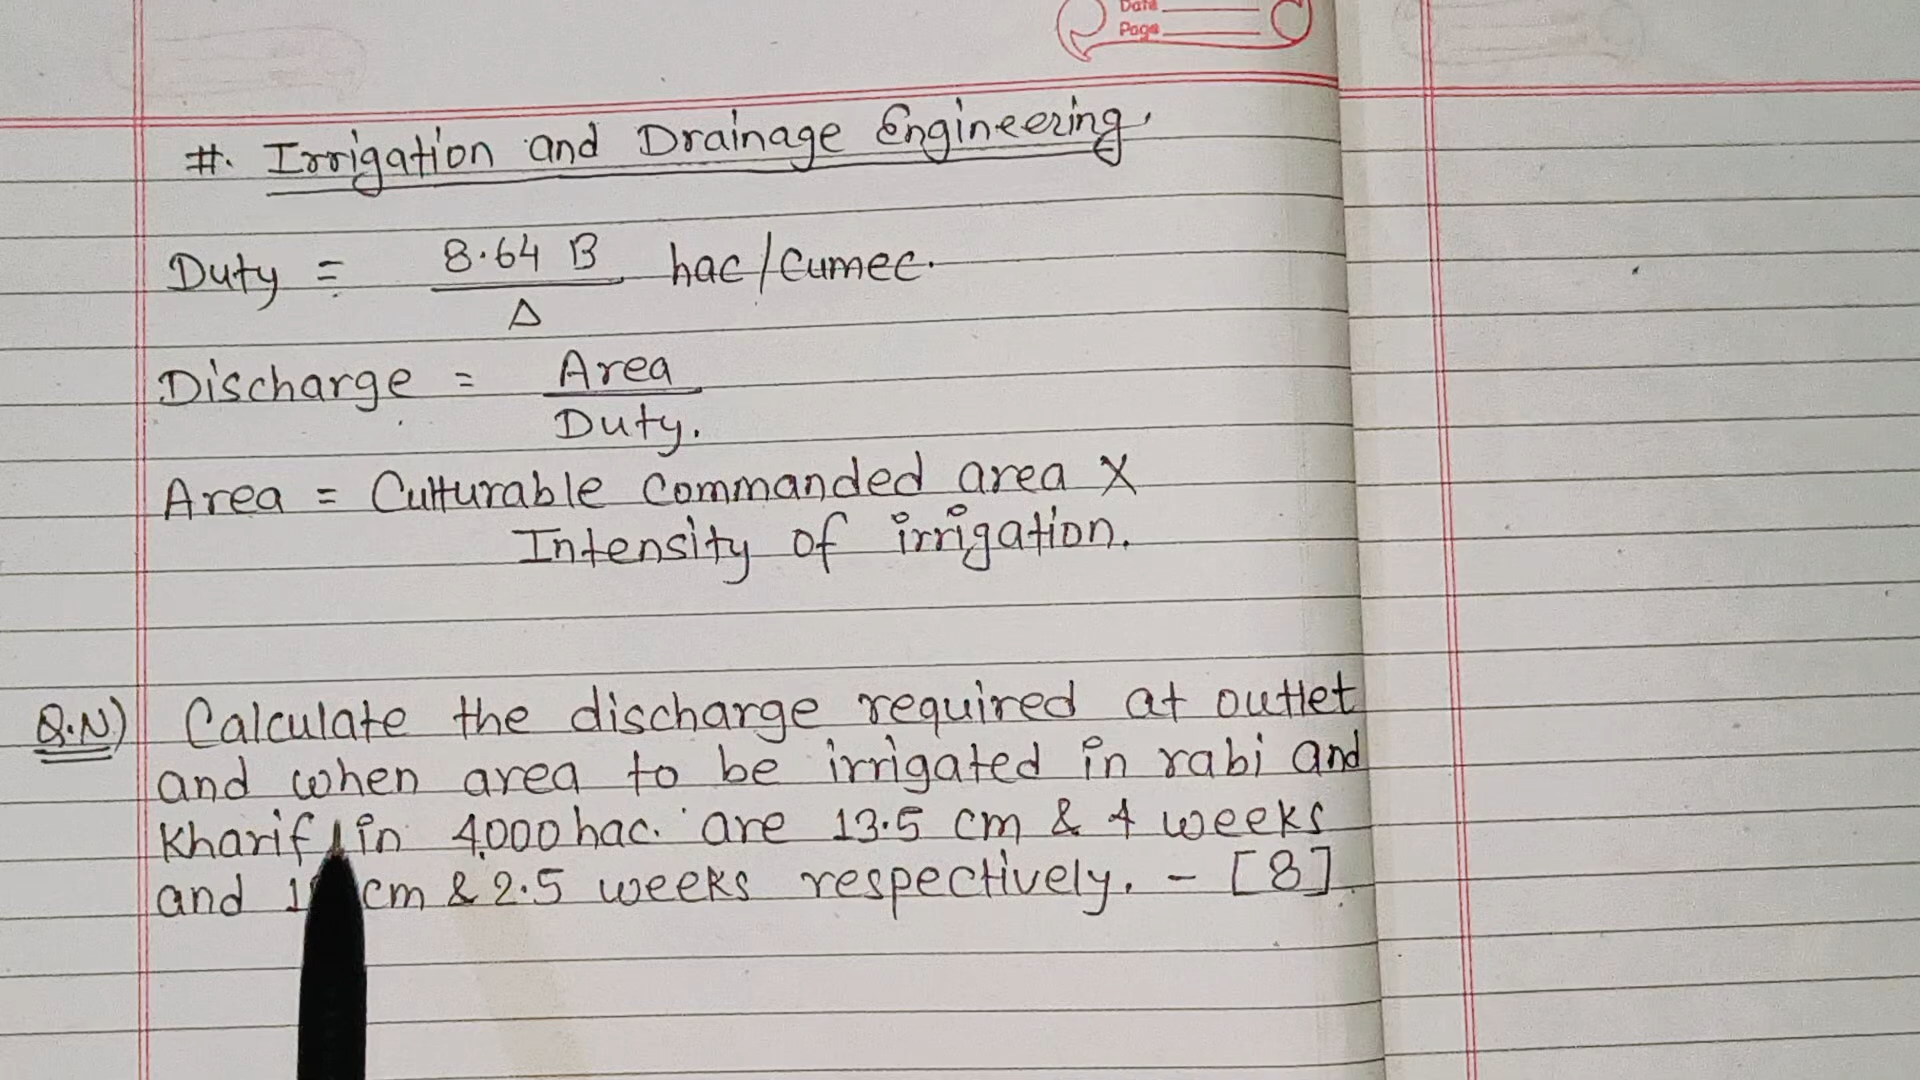 Date
Page
#. Irrigation and Drainage Engineering.
Duty = 8.64 B / Δ hac/cumec.
Discharge = Area / Duty.
Area = Culturable commanded area X
Intensity of irrigation.
Q.N) Calculate the discharge required at outlet
and when area to be irrigated in rabi and
Kharif in 4000 hac. are 13.5 cm & 4 weeks
and cm & 2.5 weeks respectively. - [8]